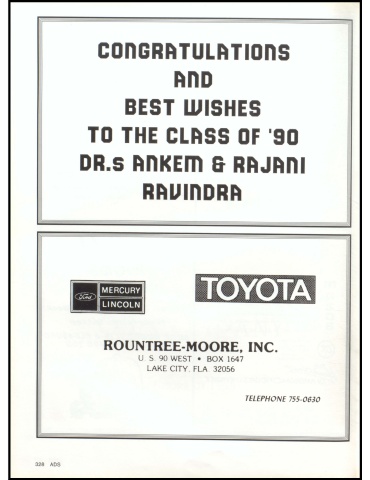 CONGRATULATIONS
AND
BEST WISHES
TO THE CLASS OF '90
DR.s ANKEM & RAJANI
RAVINDRA
Ford
MERCURY
LINCOLN
TOYOTA
ROUNTREE-MOORE, INC.
U. S. 90 WEST • BOX 1647
LAKE CITY. FLA. 32056
TELEPHONE 755-0630
328 ADS